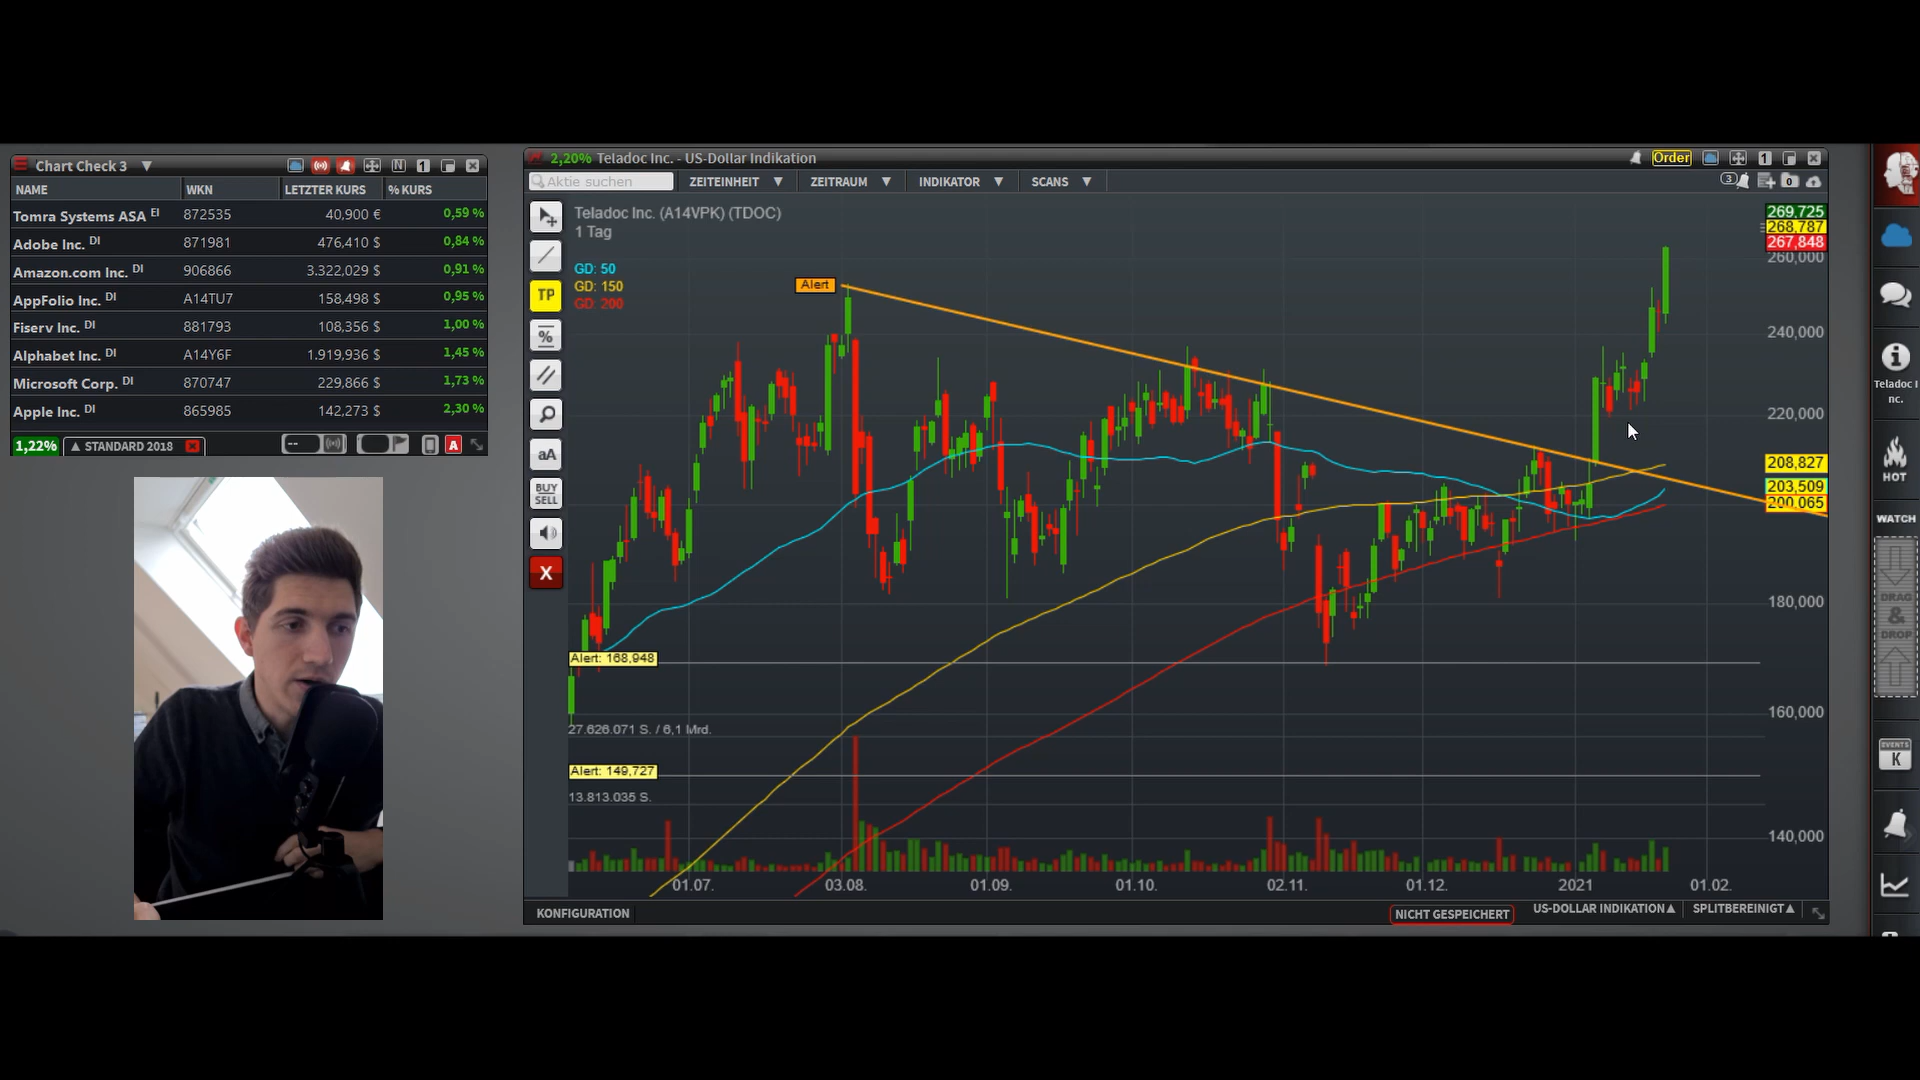 Chart Check 3
N
1
NAME WKN LETZTER KURS % KURS
Tomra Systems ASA EI 872535 40,900 € 0,59 %
Adobe Inc. DI 871981 476,410 $ 0,84 %
Amazon.com Inc. DI 906866 3.322,029 $ 0,91 %
AppFolio Inc. DI A14TU7 158,498 $ 0,95 %
Fiserv Inc. DI 881793 108,356 $ 1,00 %
Alphabet Inc. DI A14Y6F 1.919,936 $ 1,45 %
Microsoft Corp. DI 870747 229,866 $ 1,73 %
Apple Inc. DI 865985 142,273 $ 2,30 %
1,22% ▲ STANDARD 2018 -- A
2,20% Teladoc Inc. - US-Dollar Indikation
Order
1
Aktie suchen ZEITEINHEIT ▼ ZEITRAUM ▼ INDIKATOR ▼ SCANS ▼
3
0
Teladoc Inc. (A14VPK) (TDOC)
1 Tag
GD: 50
GD: 150
GD: 200
TP
%
aA
BUY
SELL
X
Alert
Alert: 168,948
27.626.071 S. / 6,1 Mrd.
Alert: 149,727
13.813.035 S.
269,725
268,787
267,848
260,000
240,000
220,000
208,827
203,509
200,065
180,000
160,000
140,000
01.07. 03.08. 01.09. 01.10. 02.11. 01.12. 2021 01.02.
KONFIGURATION
NICHT GESPEICHERT
US-DOLLAR INDIKATION▲
SPLITBEREINIGT▲
Teladoc I
nc.
HOT
WATCH
DRAG
&
DROP
EVENTS
K